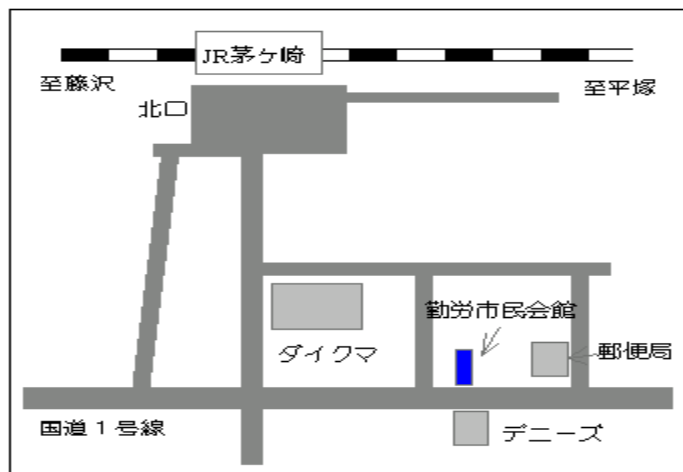 JR茅ヶ崎
至藤沢
至平塚
北口
勤労市民会館
ダイクマ
郵便局
国道１号線
デニーズ